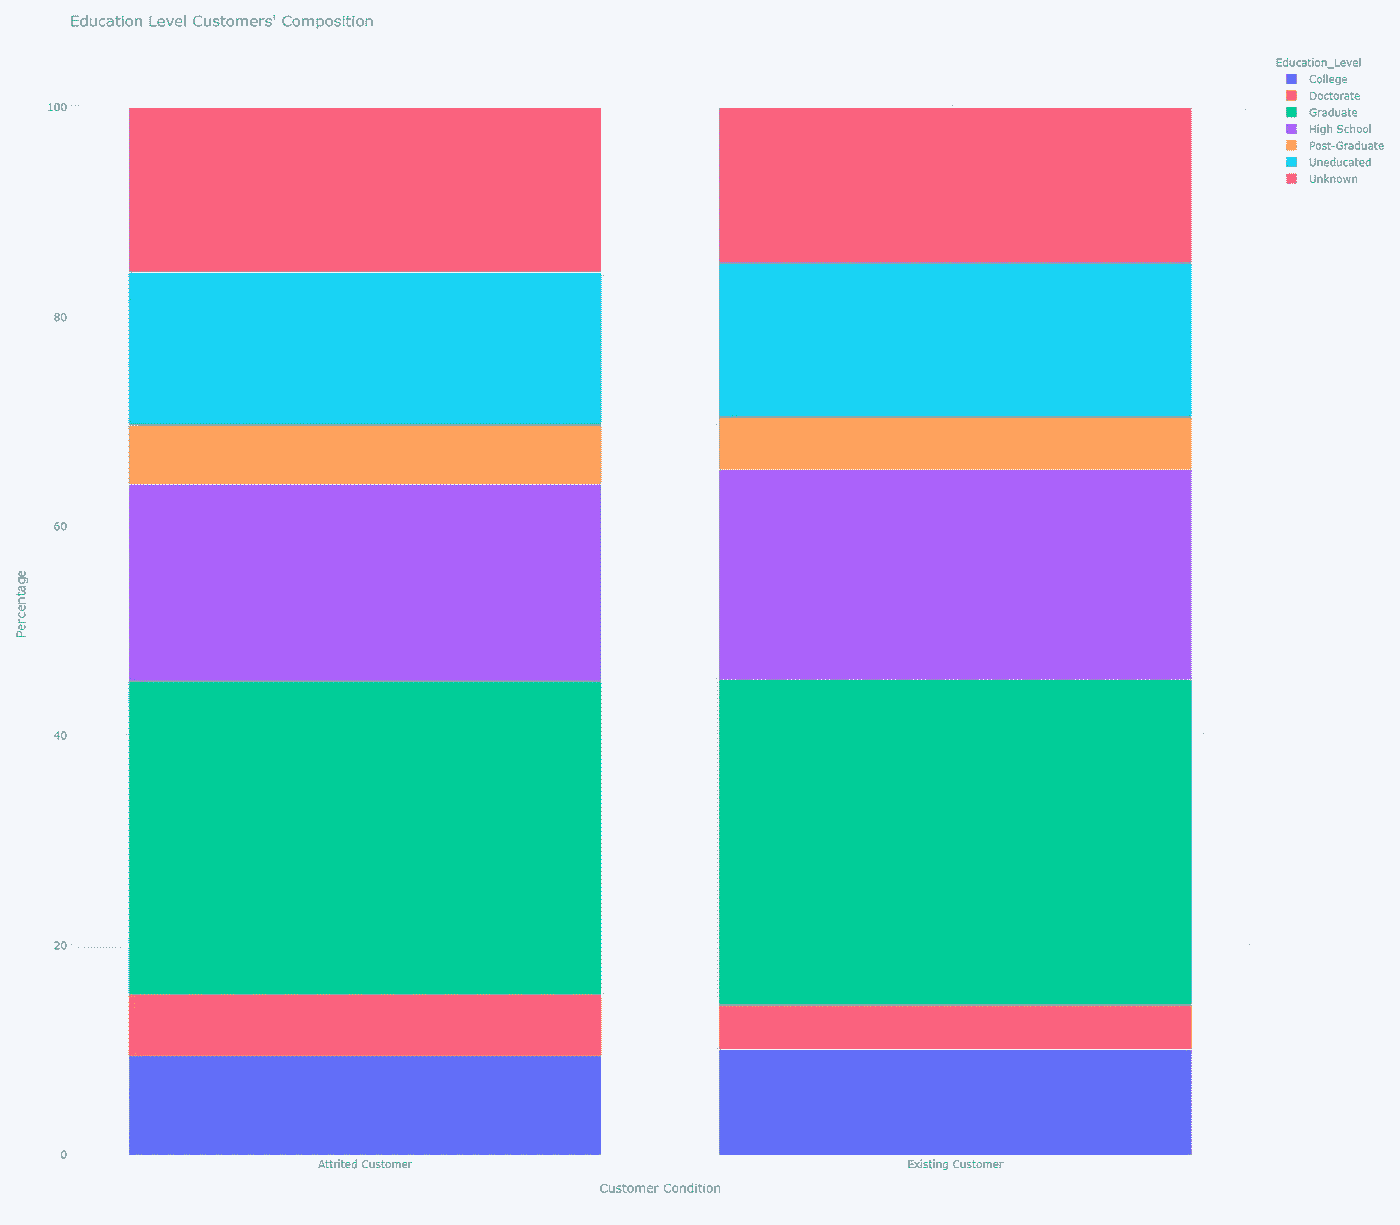 Education Level Customers' Composition
Education_Level
College
Doctorate
Graduate
High School
Post-Graduate
Uneducated
Unknown
100
80
60
40
20
0
Percentage
Attrited Customer
Existing Customer
Customer Condition